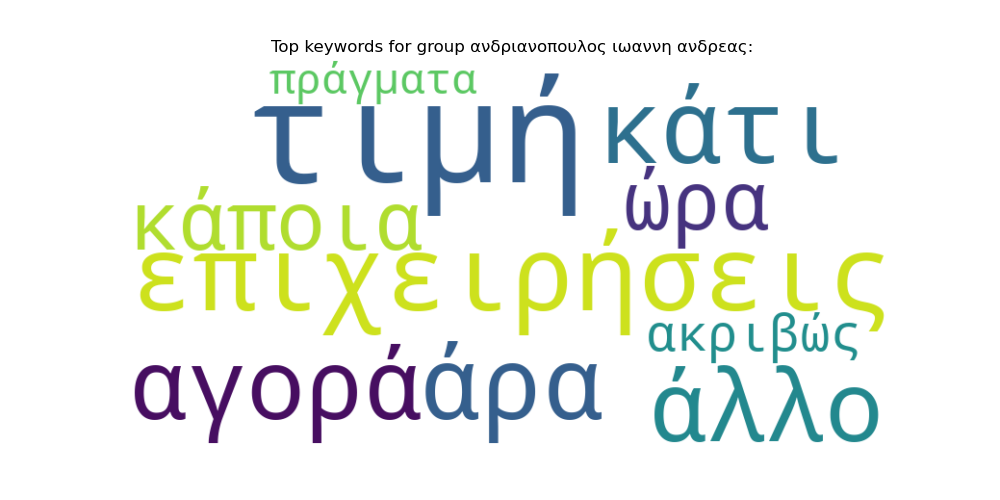 Top keywords for group ανδριανοπουλος ιωαννη ανδρεας:
πράγματα
τιμή κάτι
κάποια ώρα
επιχειρήσεις
ακριβώς
αγορά άρα άλλο